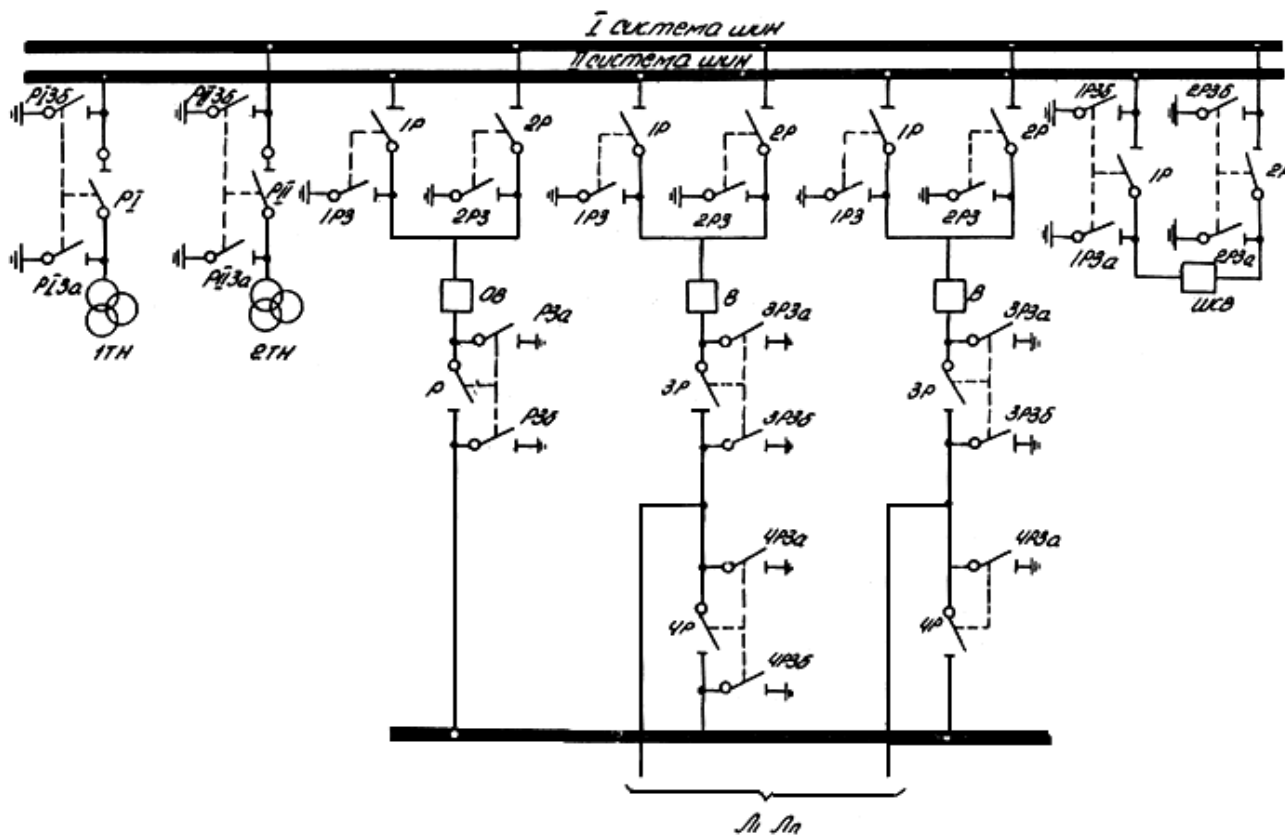 I система шин
II система шин
РIЗб
РIIЗб
1Р
2Р
1Р
2Р
1Р
2Р
1РЗб
2РЗб
РI
РII
1Р
2Р
1РЗ
2РЗ
1РЗ
2РЗ
1РЗ
2РЗ
РIЗа
РIIЗа
1РЗа
2РЗа
1ТН
2ТН
ОВ
В
В
ШСВ
РЗа
3РЗа
3РЗа
Р
3Р
3Р
РЗб
3РЗб
3РЗб
4РЗа
4РЗа
4Р
4Р
4РЗб
Л1 Лп